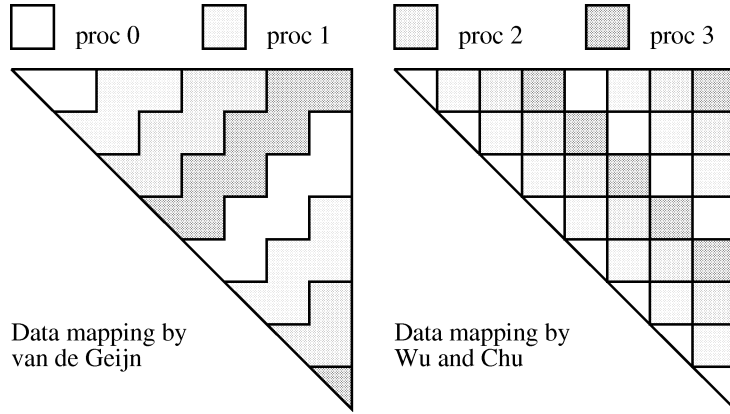 proc 0
proc 1
proc 2
proc 3
Data mapping by
van de Geijn
Data mapping by
Wu and Chu